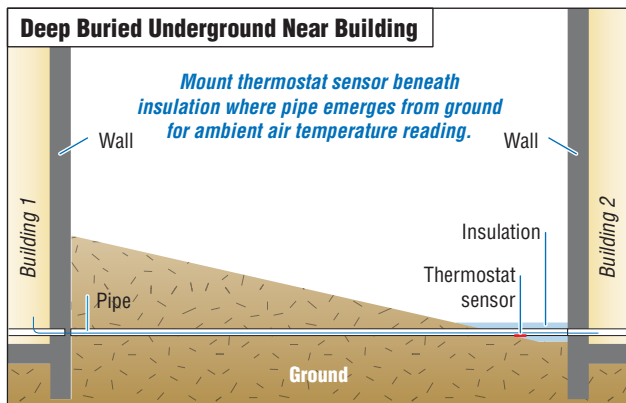 Deep Buried Underground Near Building
Mount thermostat sensor beneath
insulation where pipe emerges from ground
for ambient air temperature reading.
Wall
Wall
Building 1
Building 2
Insulation
Thermostat
sensor
Pipe
Ground